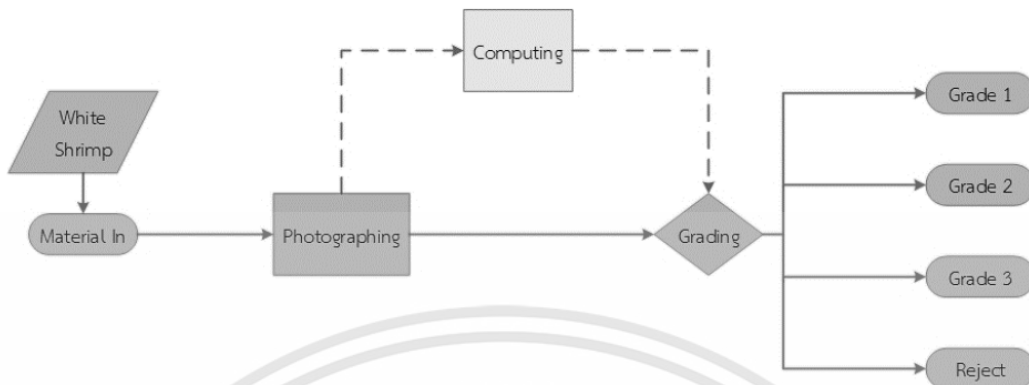 Computing
White
Shrimp
Material In
Photographing
Grading
Grade 1
Grade 2
Grade 3
Reject